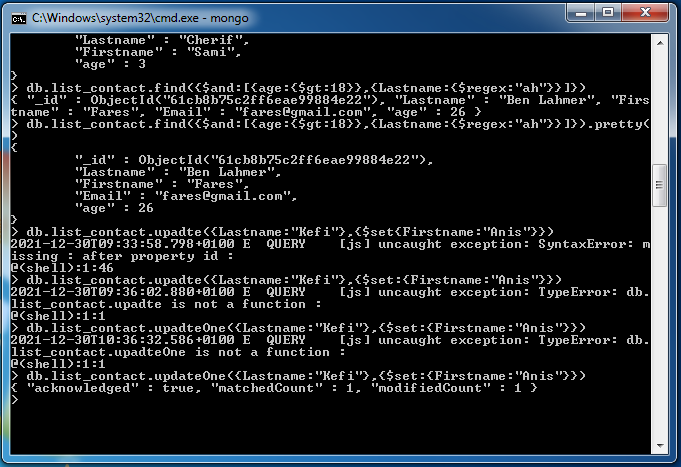 C:\Windows\system32\cmd.exe - mongo
"Lastname" : "Cherif",
"Firstname" : "Sami",
"age" : 3
}
> db.list_contact.find({$and:[{age:{$gt:18}},{Lastname:{$regex:"ah"}}]})
{ "_id" : ObjectId("61cb8b75c2ff6eae99884e22"), "Lastname" : "Ben Lahmer", "Firs
tname" : "Fares", "Email" : "fares@gmail.com", "age" : 26 }
> db.list_contact.find({$and:[{age:{$gt:18}},{Lastname:{$regex:"ah"}}]}).pretty(
)
{
"_id" : ObjectId("61cb8b75c2ff6eae99884e22"),
"Lastname" : "Ben Lahmer",
"Firstname" : "Fares",
"Email" : "fares@gmail.com",
"age" : 26
}
> db.list_contact.upadte({Lastname:"Kefi"},{$set{Firstname:"Anis"}})
2021-12-30T09:33:58.798+0100 E  QUERY    [js] uncaught exception: SyntaxError: m
issing : after property id :
@(shell):1:46
> db.list_contact.upadte({Lastname:"Kefi"},{$set:{Firstname:"Anis"}})
2021-12-30T09:36:02.880+0100 E  QUERY    [js] uncaught exception: TypeError: db.
list_contact.upadte is not a function :
@(shell):1:1
> db.list_contact.upadteOne({Lastname:"Kefi"},{$set:{Firstname:"Anis"}})
2021-12-30T10:36:32.586+0100 E  QUERY    [js] uncaught exception: TypeError: db.
list_contact.upadteOne is not a function :
@(shell):1:1
> db.list_contact.updateOne({Lastname:"Kefi"},{$set:{Firstname:"Anis"}})
{ "acknowledged" : true, "matchedCount" : 1, "modifiedCount" : 1 }
>